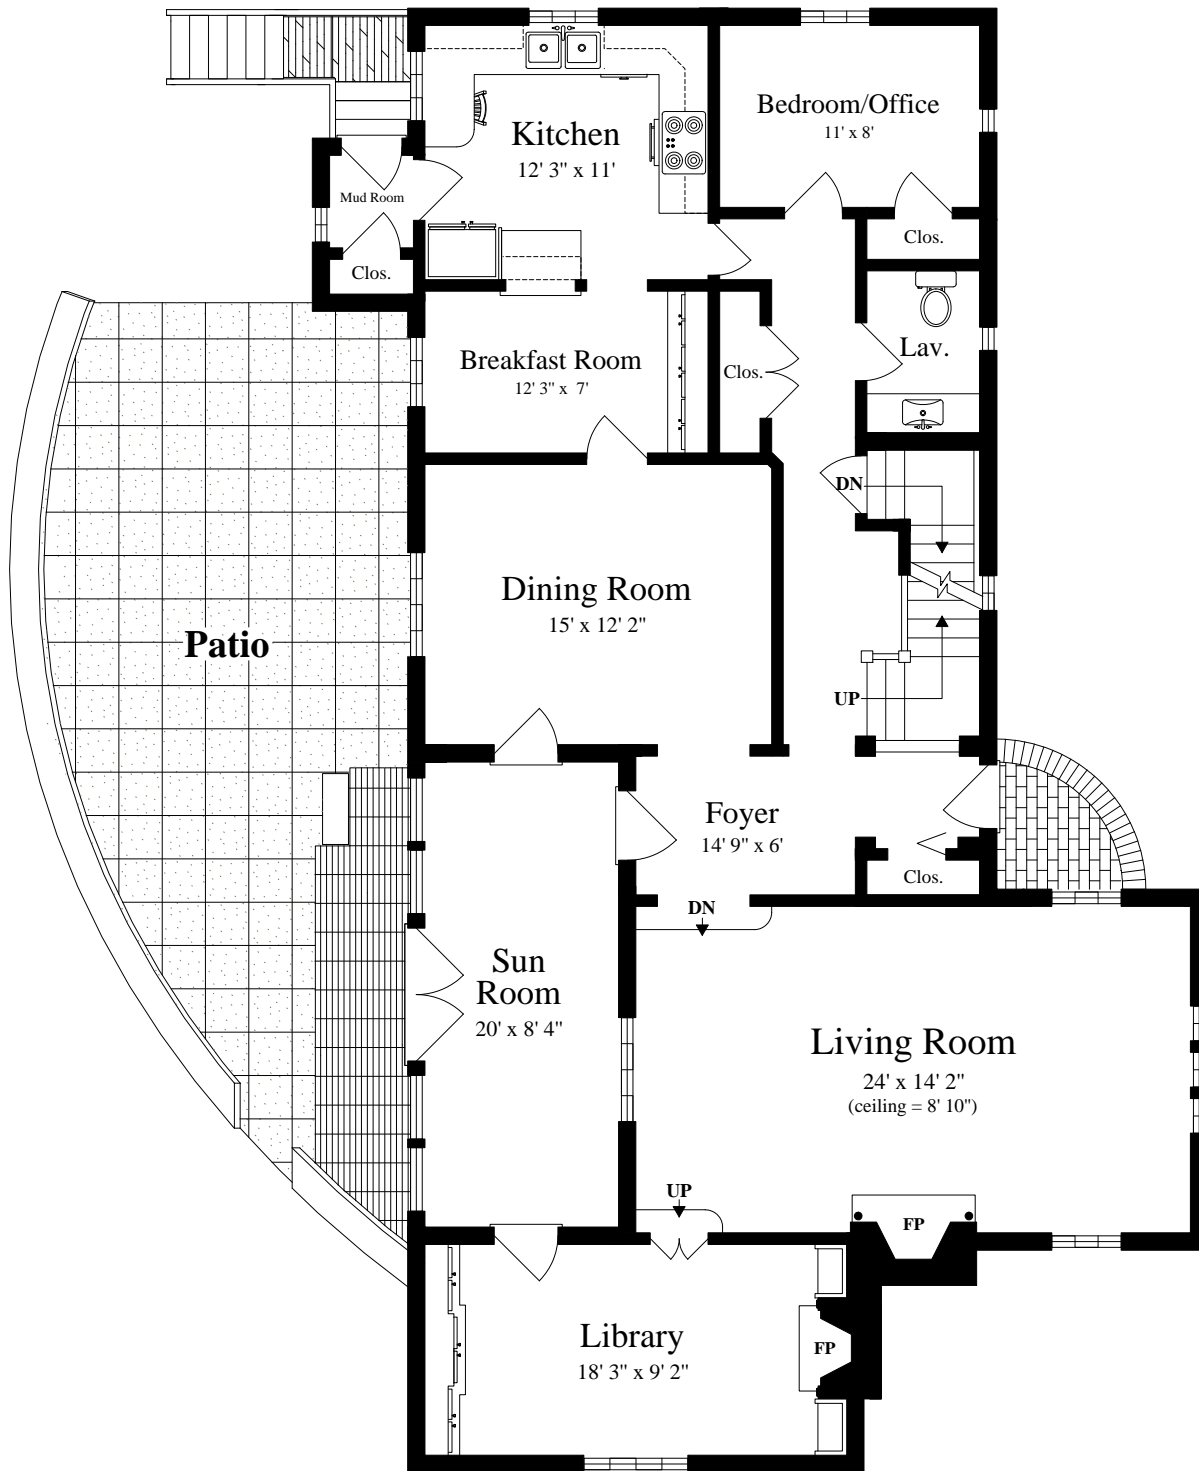 Kitchen
12' 3" x 11'
Bedroom/Office
11' x 8'
Mud Room
Clos.
Clos.
Breakfast Room
12' 3" x 7'
Clos.
Lav.
DN
Dining Room
15' x 12' 2"
Patio
UP
Foyer
14' 9" x 6'
Clos.
DN
Sun
Room
20' x 8' 4"
Living Room
24' x 14' 2"
(ceiling = 8' 10")
UP
FP
Library
18' 3" x 9' 2"
FP